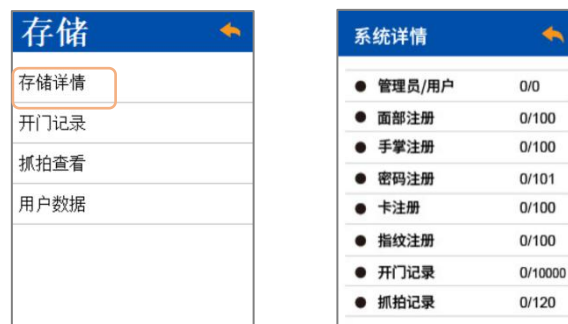 存储
存储详情
开门记录
抓拍查看
用户数据
系统详情
管理员/用户 0/0
面部注册 0/100
手掌注册 0/100
密码注册 0/101
卡注册 0/100
指纹注册 0/100
开门记录 0/10000
抓拍记录 0/120